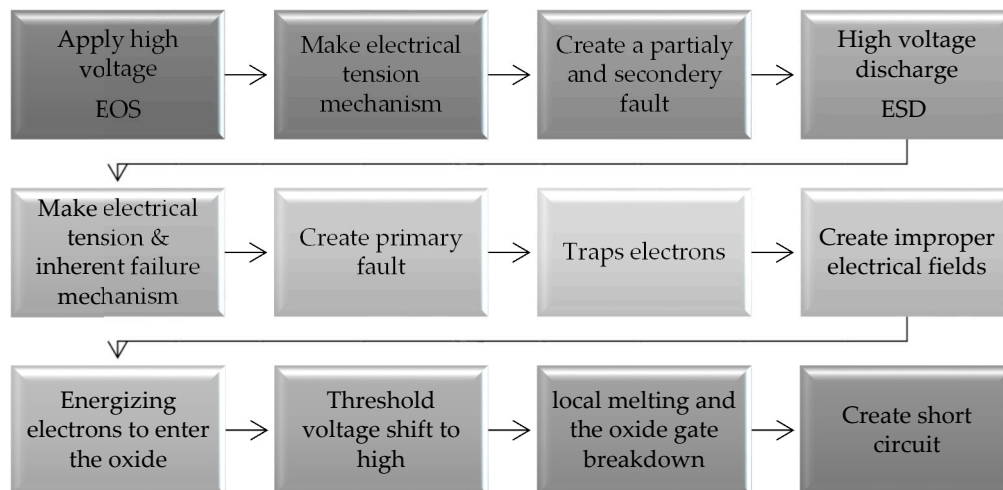 Apply high
voltage
EOS
Make electrical
tension
mechanism
Create a partialy
and secondery
fault
High voltage
discharge
ESD
Make electrical
tension &
inherent failure
mechanism
Create primary
fault
Traps electrons
Create improper
electrical fields
Energizing
electrons to enter
the oxide
Threshold
voltage shift to
high
local melting and
the oxide gate
breakdown
Create short
circuit